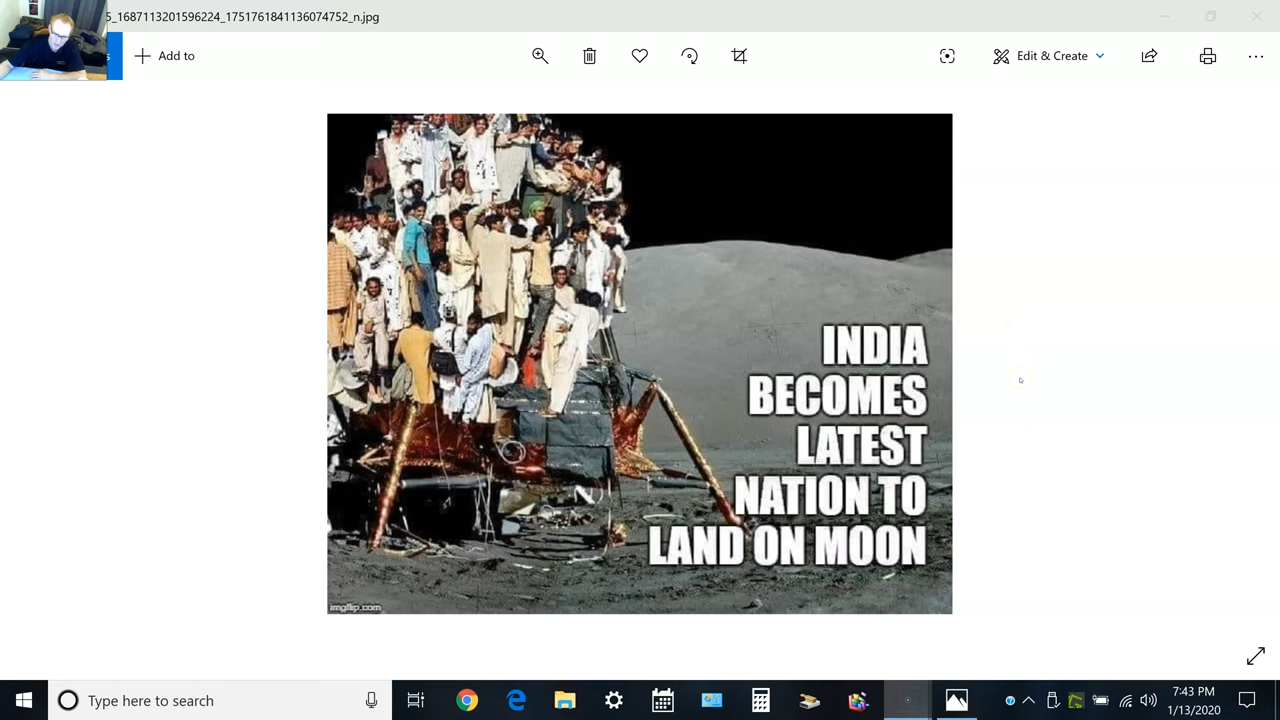 5_1687113201596224_1751761841136074752_n.jpg
s
Add to
Edit & Create
INDIA
BECOMES
LATEST
NATION TO
LAND ON MOON
imgflip.com
Type here to search
7:43 PM
1/13/2020